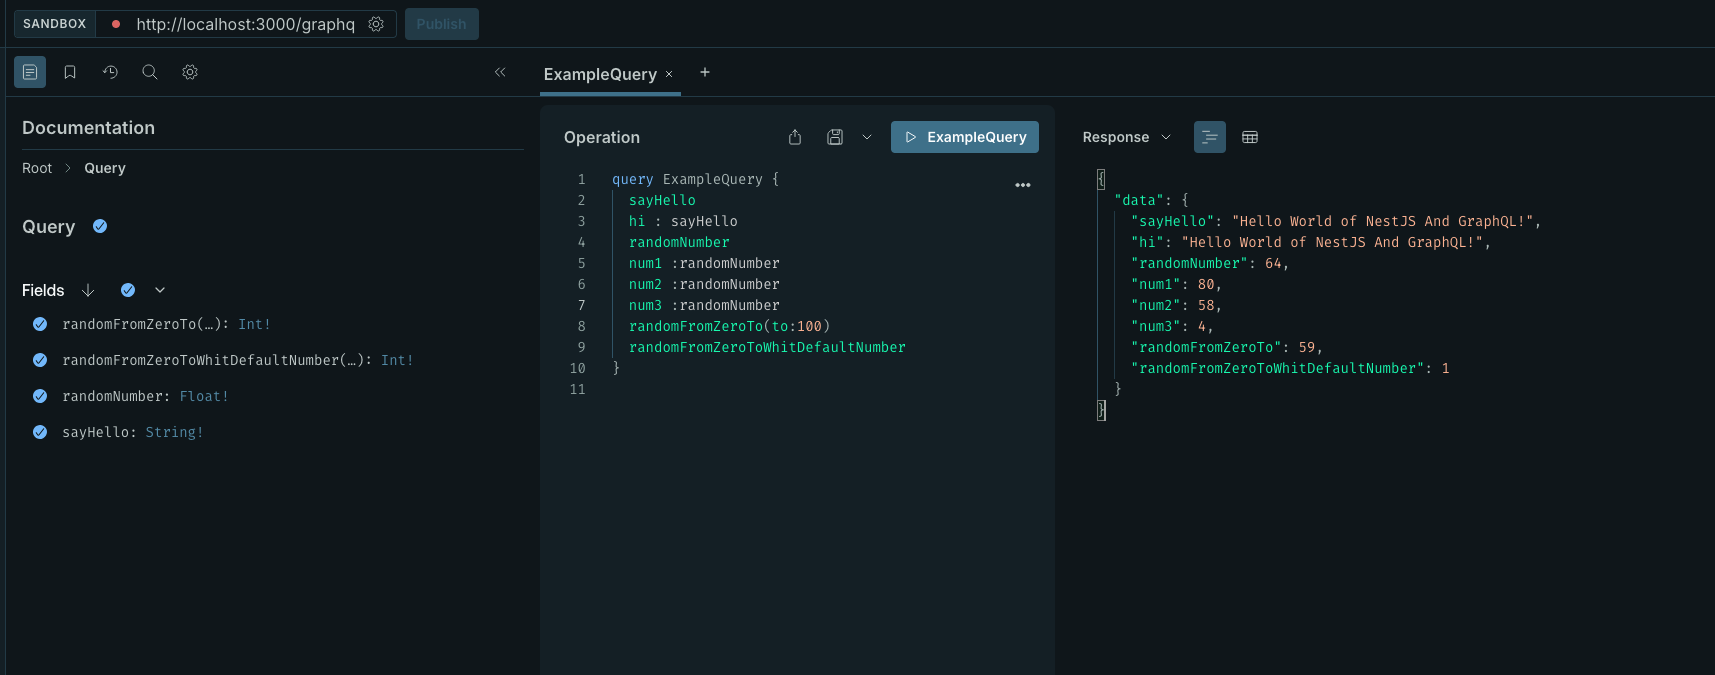 SANDBOX http://localhost:3000/graphq Publish
ExampleQuery × +
Documentation
Root > Query
Query
Fields
randomFromZeroTo(…): Int!
randomFromZeroToWhitDefaultNumber(…): Int!
randomNumber: Float!
sayHello: String!
Operation ExampleQuery
1 query ExampleQuery {
2 sayHello
3 hi : sayHello
4 randomNumber
5 num1 :randomNumber
6 num2 :randomNumber
7 num3 :randomNumber
8 randomFromZeroTo(to:100)
9 randomFromZeroToWhitDefaultNumber
10 }
11
Response
{
"data": {
"sayHello": "Hello World of NestJS And GraphQL!",
"hi": "Hello World of NestJS And GraphQL!",
"randomNumber": 64,
"num1": 80,
"num2": 58,
"num3": 4,
"randomFromZeroTo": 59,
"randomFromZeroToWhitDefaultNumber": 1
}
}